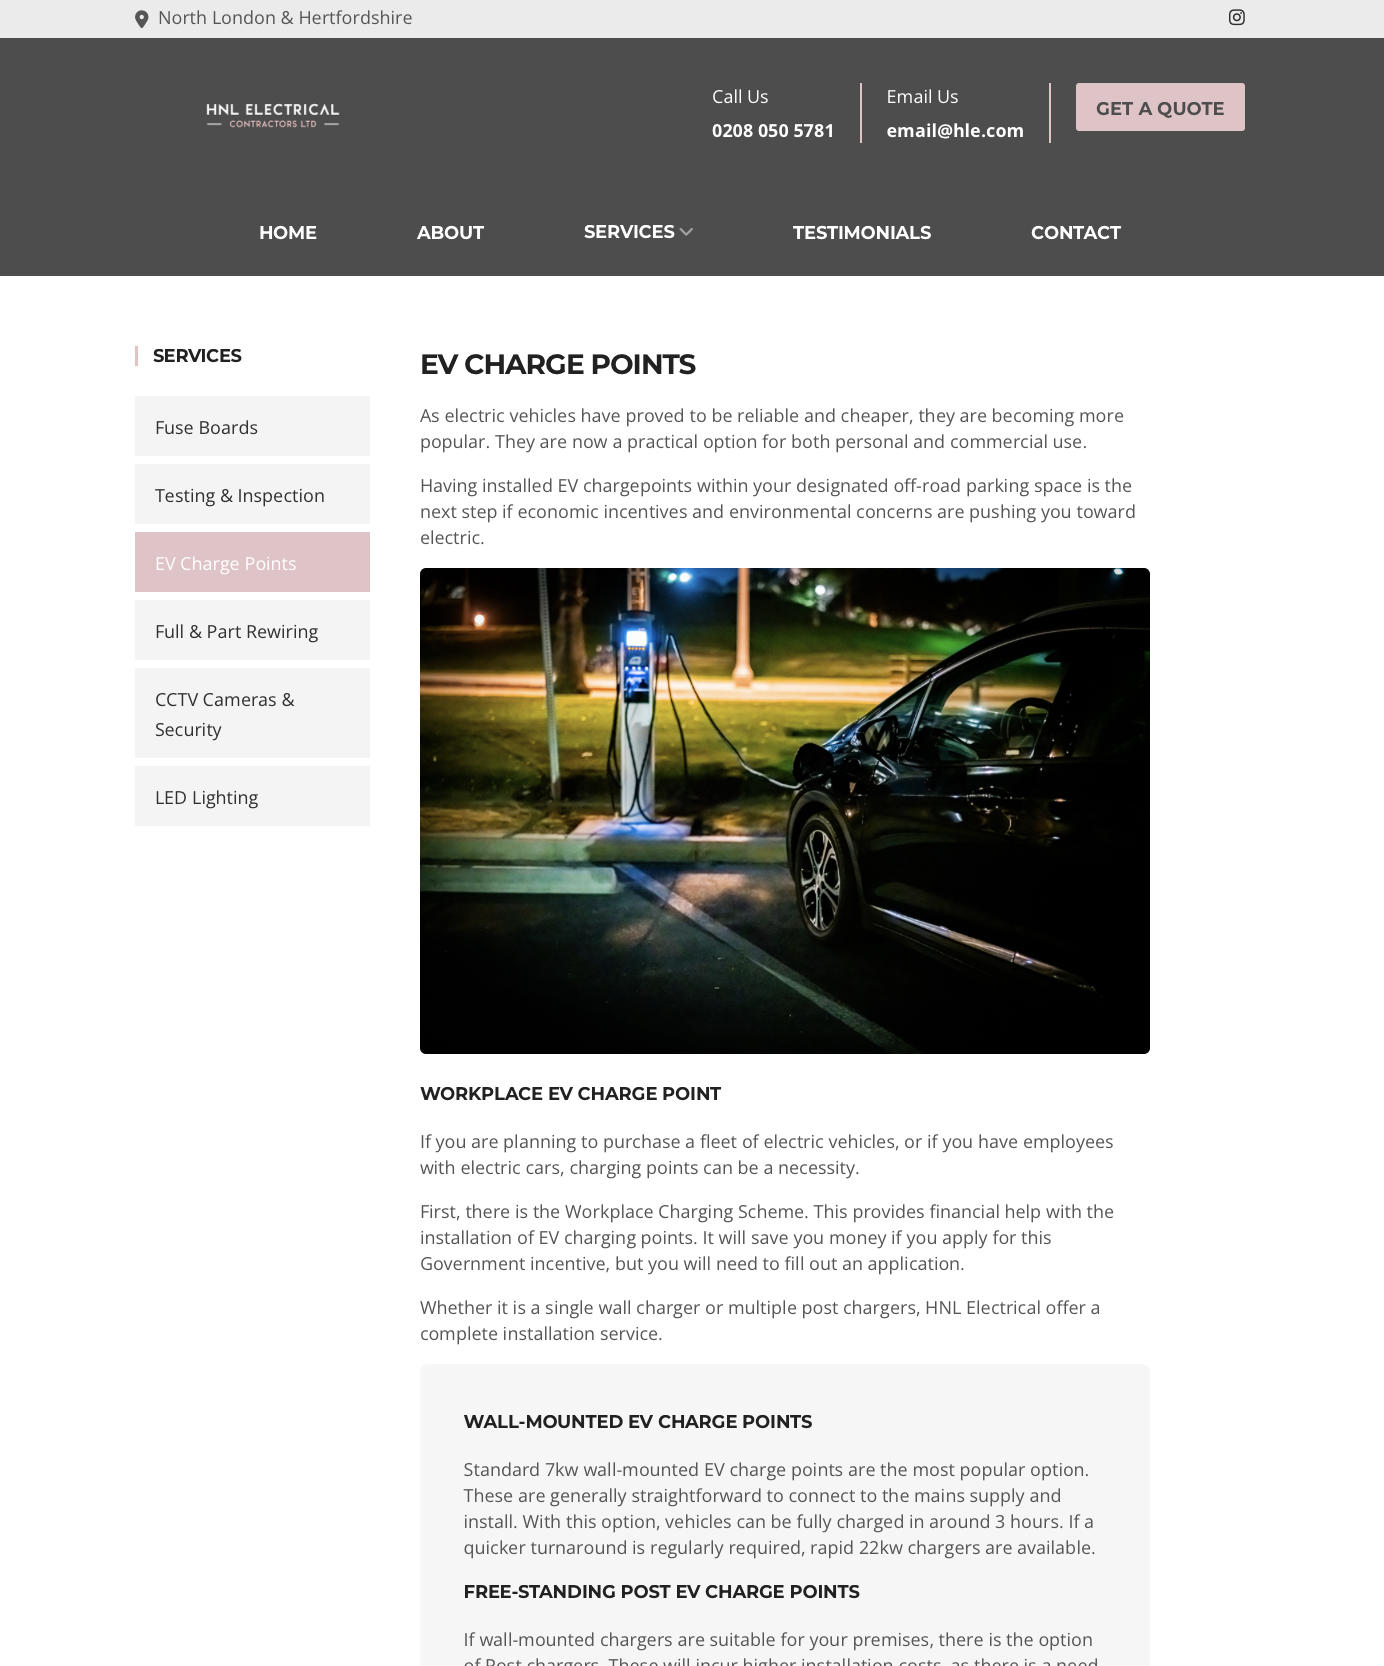 North London & Hertfordshire
HNL ELECTRICAL
CONTRACTORS LTD
Call Us
0208 050 5781
Email Us
email@hle.com
GET A QUOTE
HOME
ABOUT
SERVICES
TESTIMONIALS
CONTACT
SERVICES
Fuse Boards
Testing & Inspection
EV Charge Points
Full & Part Rewiring
CCTV Cameras &
Security
LED Lighting
EV CHARGE POINTS
As electric vehicles have proved to be reliable and cheaper, they are becoming more
popular. They are now a practical option for both personal and commercial use.
Having installed EV chargepoints within your designated off-road parking space is the
next step if economic incentives and environmental concerns are pushing you toward
electric.
WORKPLACE EV CHARGE POINT
If you are planning to purchase a fleet of electric vehicles, or if you have employees
with electric cars, charging points can be a necessity.
First, there is the Workplace Charging Scheme. This provides financial help with the
installation of EV charging points. It will save you money if you apply for this
Government incentive, but you will need to fill out an application.
Whether it is a single wall charger or multiple post chargers, HNL Electrical offer a
complete installation service.
WALL-MOUNTED EV CHARGE POINTS
Standard 7kw wall-mounted EV charge points are the most popular option.
These are generally straightforward to connect to the mains supply and
install. With this option, vehicles can be fully charged in around 3 hours. If a
quicker turnaround is regularly required, rapid 22kw chargers are available.
FREE-STANDING POST EV CHARGE POINTS
If wall-mounted chargers are suitable for your premises, there is the option
of Post chargers. These will incur higher installation costs, as there is a need